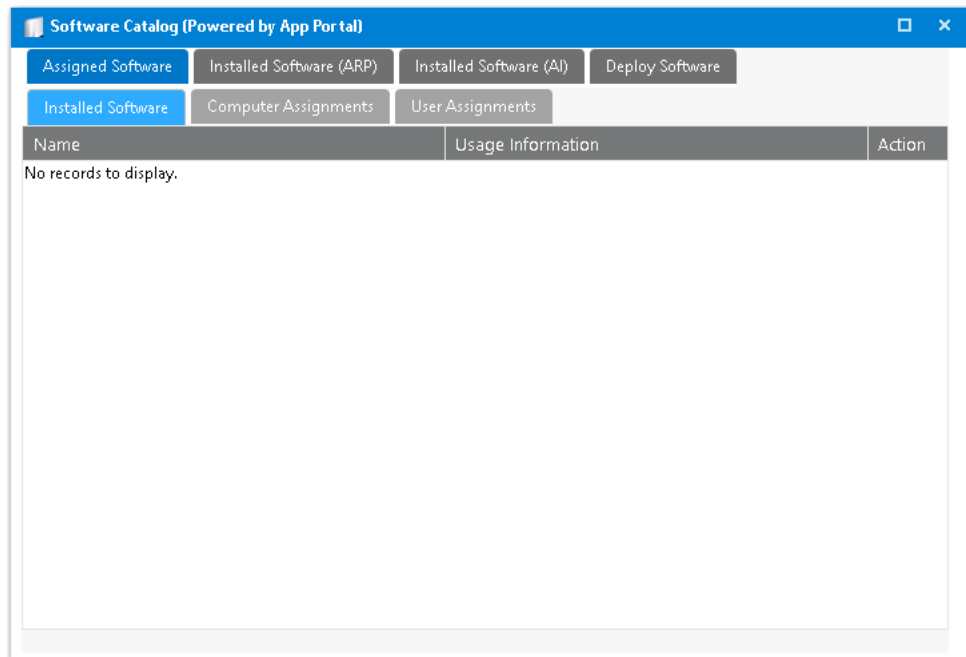 Software Catalog (Powered by App Portal)
Assigned Software Installed Software (ARP) Installed Software (AI) Deploy Software
Installed Software Computer Assignments User Assignments
Name Usage Information Action
No records to display.